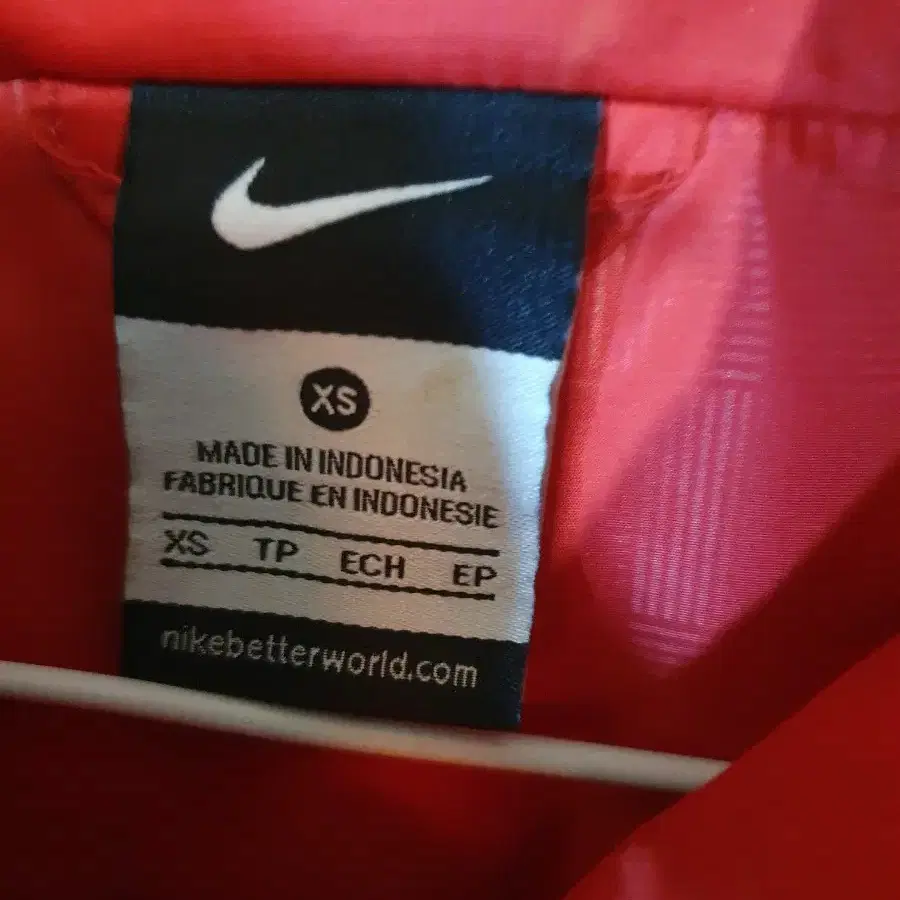 XS
MADE IN INDONESIA
FABRIQUE EN INDONESIE
XS TP ECH EP
nikebetterworld.com